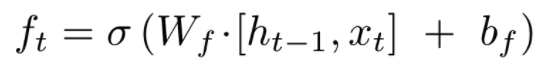 f_t = σ (W_f · [h_{t−1}, x_t] + b_f)